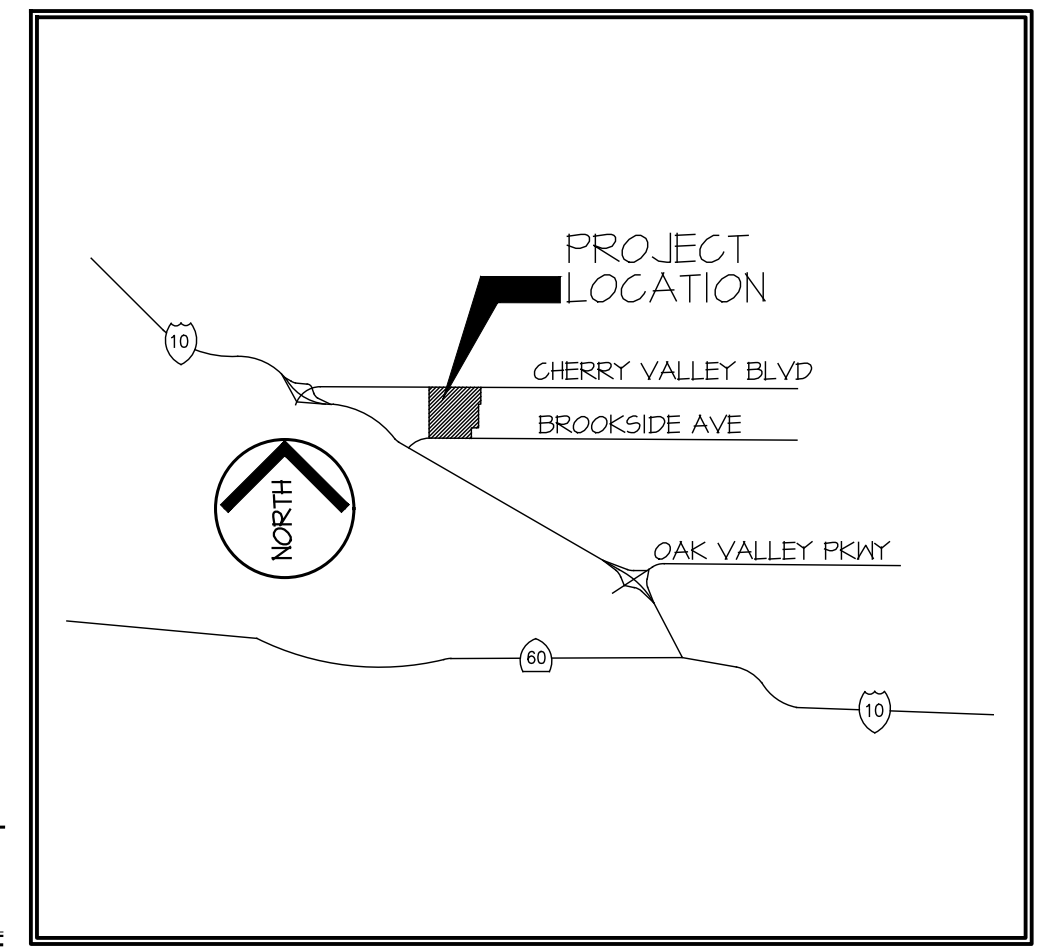 PROJECT
LOCATION
10
CHERRY VALLEY BLVD
BROOKSIDE AVE
NORTH
OAK VALLEY PKWY
60
10